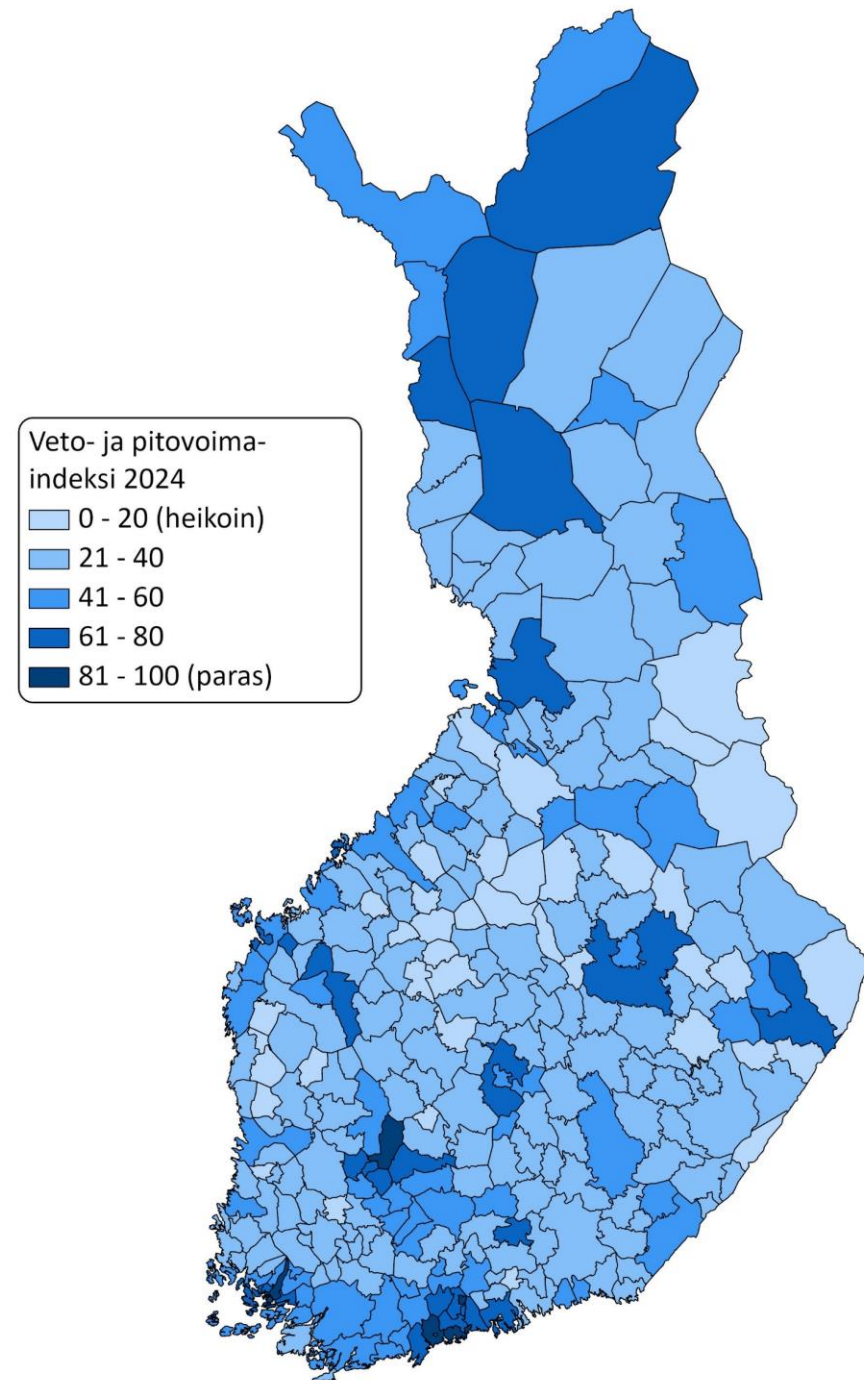 Veto- ja pitovoima-
indeksi 2024
0 - 20 (heikoin)
21 - 40
41 - 60
61 - 80
81 - 100 (paras)